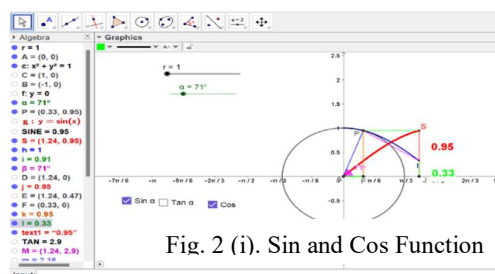 Algebra
Graphics
r = 1
A = (0, 0)
c: x² + y² = 1
C = (1, 0)
B = (-1, 0)
f: y = 0
α = 71°
P = (0.33, 0.95)
g : y = sin(x)
SINE = 0.95
S = (1.24, 0.95)
h = 1
i = 0.91
β = 71°
D = (1.24, 0)
j = 0.95
E = (1.24, 0.47)
F = (0.33, 0)
k = 0.95
l = 0.33
text1 = "0.95"
TAN = 2.9
M = (1.24, 2.9)
m = 2.16
r = 1
α = 71°
2.5
2
1.5
1
0.5
-0.5
P
S
0.95
0.33
-7π / 6
-π
-2π / 3
-π / 3
-π / 6
F
π / 6
π / 3
2π / 3
Sin α
Tan α
Cos
Fig. 2 (i). Sin and Cos Function